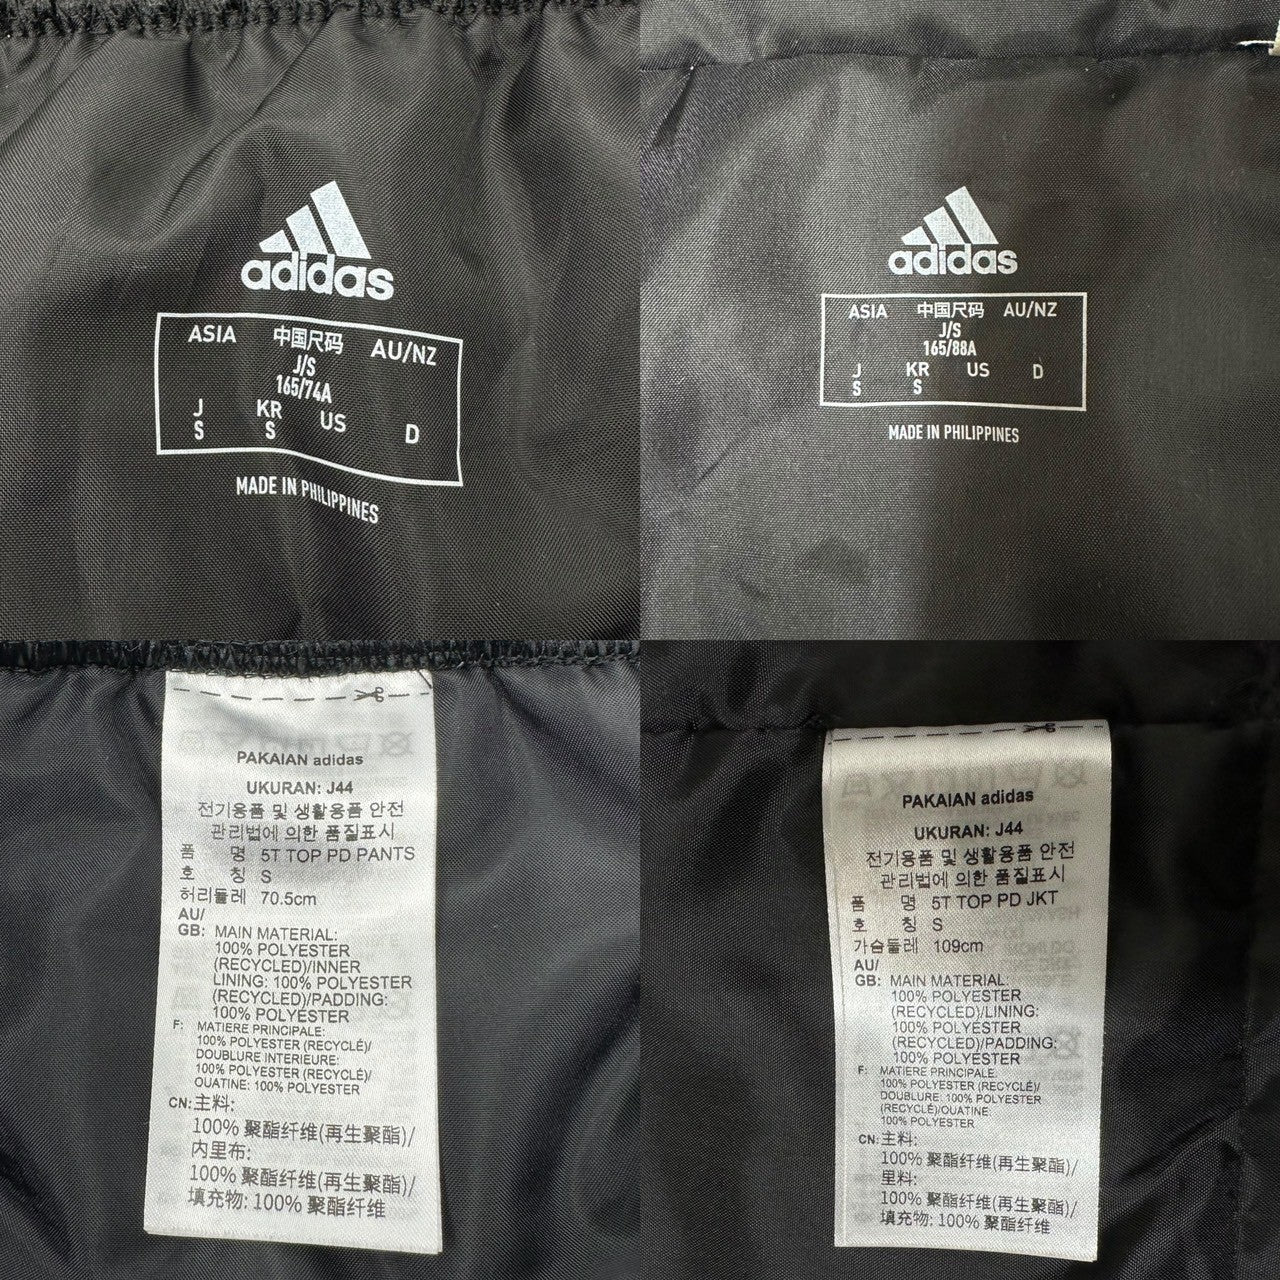 adidas
ASIA 中国尺码 AU/NZ
J/S
165/74A
J KR US D
S S
MADE IN PHILIPPINES
adidas
ASIA 中国尺码 AU/NZ
J/S
165/88A
J KR US D
S S
MADE IN PHILIPPINES
PAKAIAN adidas
UKURAN: J44
전기용품 및 생활용품 안전
관리법에 의한 품질표시
품 명 5T TOP PD PANTS
호 칭 S
허리둘레 70.5cm
AU/
GB: MAIN MATERIAL:
100% POLYESTER
(RECYCLED)/INNER
LINING: 100% POLYESTER
(RECYCLED)/PADDING:
100% POLYESTER
F: MATIERE PRINCIPALE:
100% POLYESTER (RECYCLÉ)/
DOUBLURE INTERIEURE:
100% POLYESTER (RECYCLÉ)/
OUATINE: 100% POLYESTER
CN:主料:
100% 聚酯纤维(再生聚酯)/
内里布:
100% 聚酯纤维(再生聚酯)/
填充物: 100% 聚酯纤维
PAKAIAN adidas
UKURAN: J44
전기용품 및 생활용품 안전
관리법에 의한 품질표시
품 명 5T TOP PD JKT
호 칭 S
가슴둘레 109cm
AU/
GB: MAIN MATERIAL:
100% POLYESTER
(RECYCLED)/LINING:
100% POLYESTER
(RECYCLED)/PADDING:
100% POLYESTER
F: MATIERE PRINCIPALE:
100% POLYESTER (RECYCLÉ)/
DOUBLURE: 100% POLYESTER
(RECYCLÉ)/OUATINE:
100% POLYESTER
CN:主料:
100% 聚酯纤维(再生聚酯)/
里料:
100% 聚酯纤维(再生聚酯)/
填充物: 100% 聚酯纤维